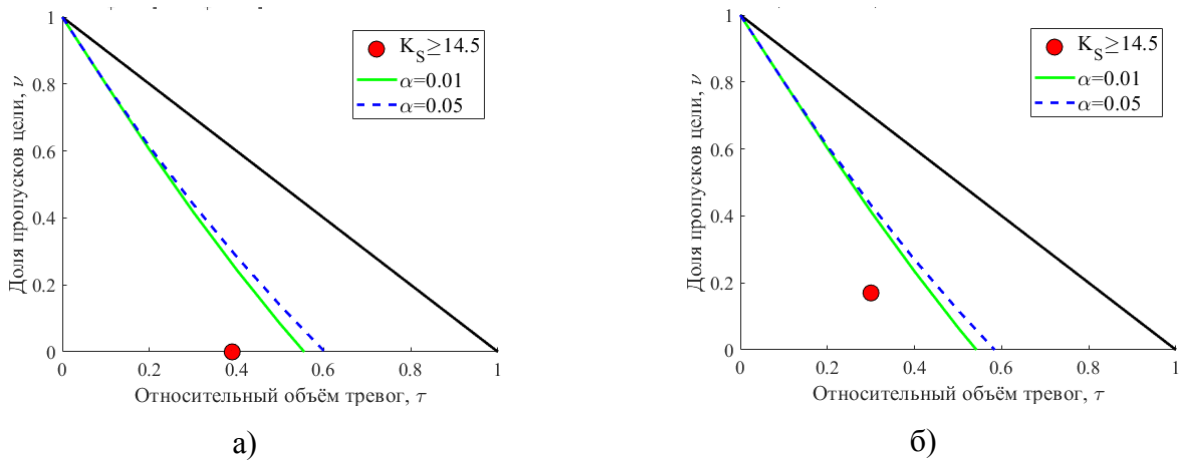 1
0.8
0.6
0.4
0.2
0
Доля пропусков цели, ν
K_S≥14.5
α=0.01
α=0.05
0 0.2 0.4 0.6 0.8 1
Относительный объём тревог, τ
а)
1
0.8
0.6
0.4
0.2
0
Доля пропусков цели, ν
K_S≥14.5
α=0.01
α=0.05
0 0.2 0.4 0.6 0.8 1
Относительный объём тревог, τ
б)